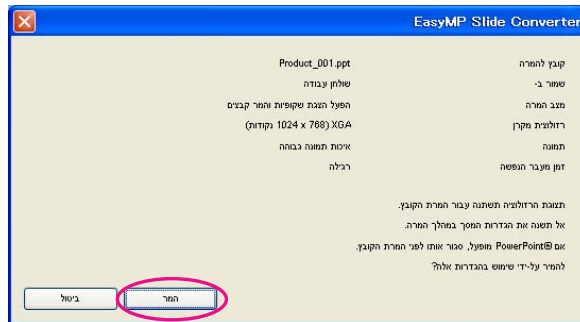 EasyMP Slide Converter
קובץ להמרה Product_001.ppt
שמור ב- שולחן עבודה
מצב המרה הפעל הצגת שקופיות והמר קבצים
רזולוצית מקרן XGA (1024 x 768 נקודות)
תמונה איכות תמונה גבוהה
זמן מעבר הנפשה רגילה
תצוגת הרזולוציה תשתנה עבור המרת הקובץ.
אל תשנה את הגדרות המסך במהלך המרה.
אם PowerPoint® מופעל, סגור אותו לפני המרת הקובץ.
להמיר על-ידי שימוש בהגדרות אלה?
המר ביטול